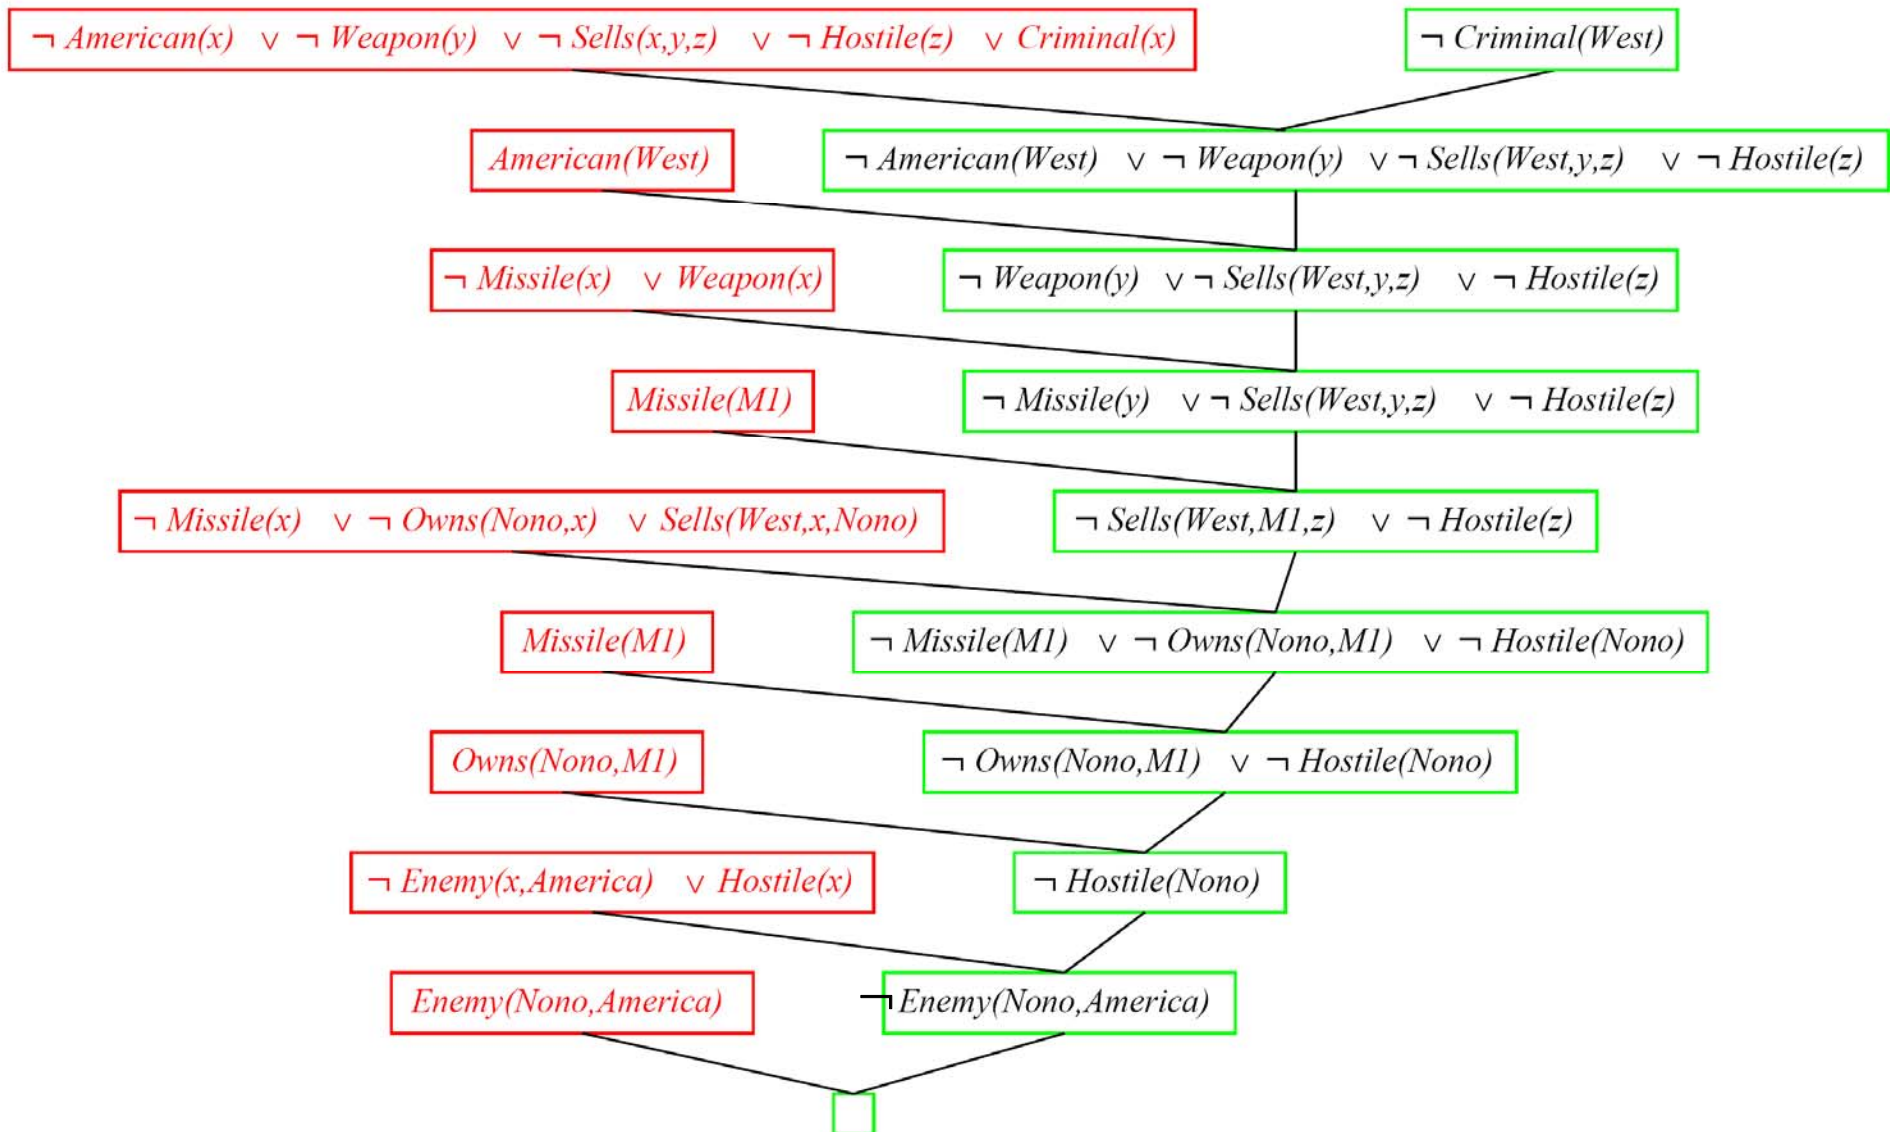 ¬ American(x) ∨ ¬ Weapon(y) ∨ ¬ Sells(x,y,z) ∨ ¬ Hostile(z) ∨ Criminal(x)
¬ Criminal(West)
American(West)
¬ American(West) ∨ ¬ Weapon(y) ∨ ¬ Sells(West,y,z) ∨ ¬ Hostile(z)
¬ Missile(x) ∨ Weapon(x)
¬ Weapon(y) ∨ ¬ Sells(West,y,z) ∨ ¬ Hostile(z)
Missile(M1)
¬ Missile(y) ∨ ¬ Sells(West,y,z) ∨ ¬ Hostile(z)
¬ Missile(x) ∨ ¬ Owns(Nono,x) ∨ Sells(West,x,Nono)
¬ Sells(West,M1,z) ∨ ¬ Hostile(z)
Missile(M1)
¬ Missile(M1) ∨ ¬ Owns(Nono,M1) ∨ ¬ Hostile(Nono)
Owns(Nono,M1)
¬ Owns(Nono,M1) ∨ ¬ Hostile(Nono)
¬ Enemy(x,America) ∨ Hostile(x)
¬ Hostile(Nono)
Enemy(Nono,America)
¬ Enemy(Nono,America)